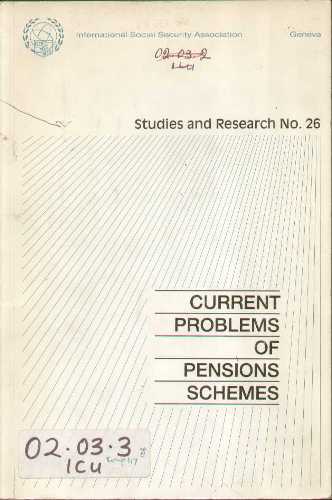 International Social Security Association Geneva
02.03.2
Studies and Research No. 26
CURRENT
PROBLEMS
OF
PENSIONS
SCHEMES
02.03.3
ICU